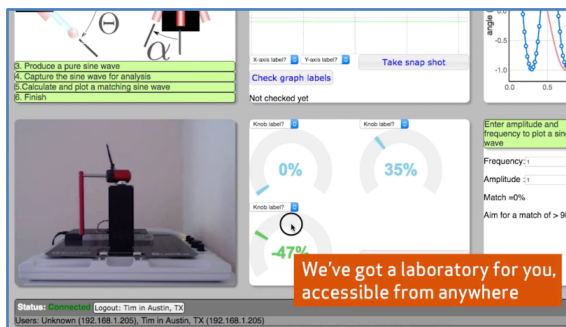 Θ
α
3. Produce a pure sine wave
4. Capture the sine wave for analysis
5.Calculate and plot a matching sine wave
6. Finish
X-axis label?
Y-axis label?
Take snap shot
Check graph labels
Not checked yet
angle
-0.5
-1.0
0.0
0.5
Knob label?
Knob label?
0%
35%
Knob label?
-47%
Enter amplitude and
frequency to plot a sine
wave
Frequency:1
Amplitude :1
Match =0%
Aim for a match of > 9
We've got a laboratory for you,
accessible from anywhere
Status: Connected Logout: Tim in Austin, TX
Users: Unknown (192.168.1.205), Tim in Austin, TX (192.168.1.205)